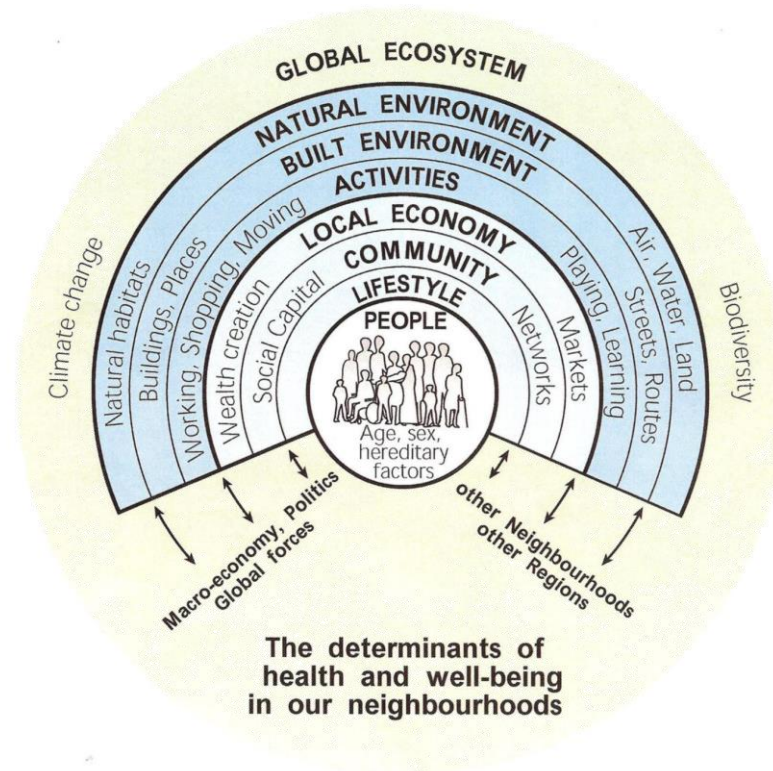 GLOBAL ECOSYSTEM
NATURAL ENVIRONMENT
BUILT ENVIRONMENT
ACTIVITIES
LOCAL ECONOMY
COMMUNITY
LIFESTYLE
PEOPLE
Age, sex,
hereditary
factors
Climate change
Natural habitats
Buildings, Places
Working, Shopping, Moving
Wealth creation
Social Capital
Networks
Markets
Playing, Learning
Streets, Routes
Air, Water, Land
Biodiversity
Macro-economy, Politics
Global forces
other Neighbourhoods
other Regions
The determinants of
health and well-being
in our neighbourhoods